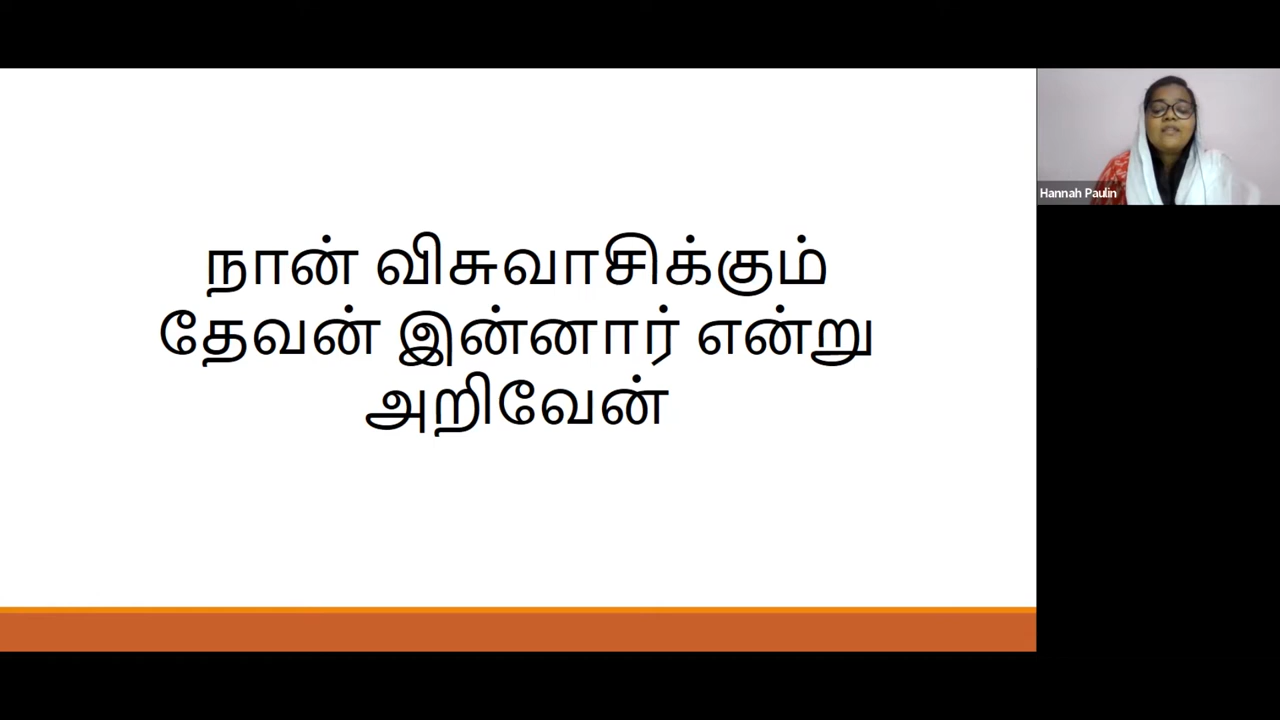 நான் விசுவாசிக்கும்
தேவன் இன்னார் என்று
அறிவேன்
Hannah Paulin